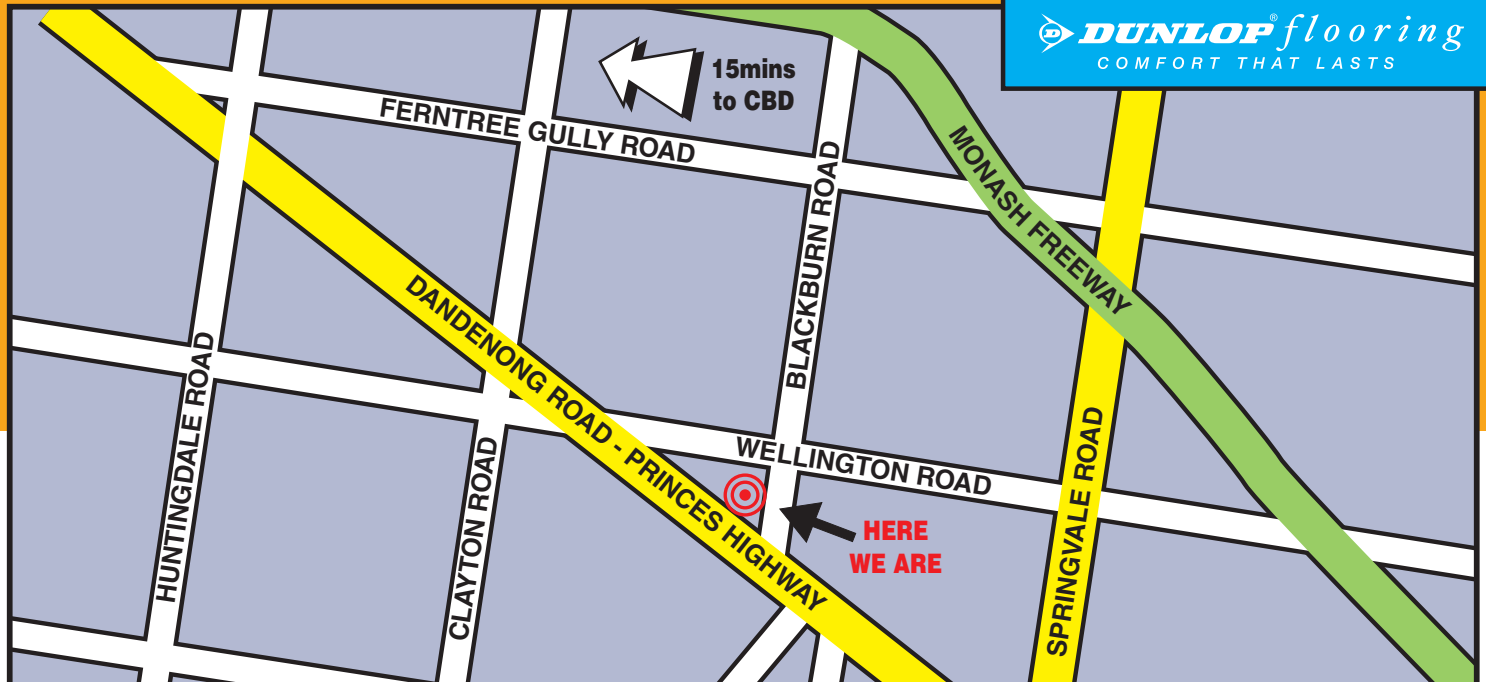 DUNLOP® flooring
COMFORT THAT LASTS
15mins
to CBD
FERNTREE GULLY ROAD
MONASH FREEWAY
BLACKBURN ROAD
DANDENONG ROAD - PRINCES HIGHWAY
HUNTINGDALE ROAD
CLAYTON ROAD
WELLINGTON ROAD
SPRINGVALE ROAD
HERE
WE ARE